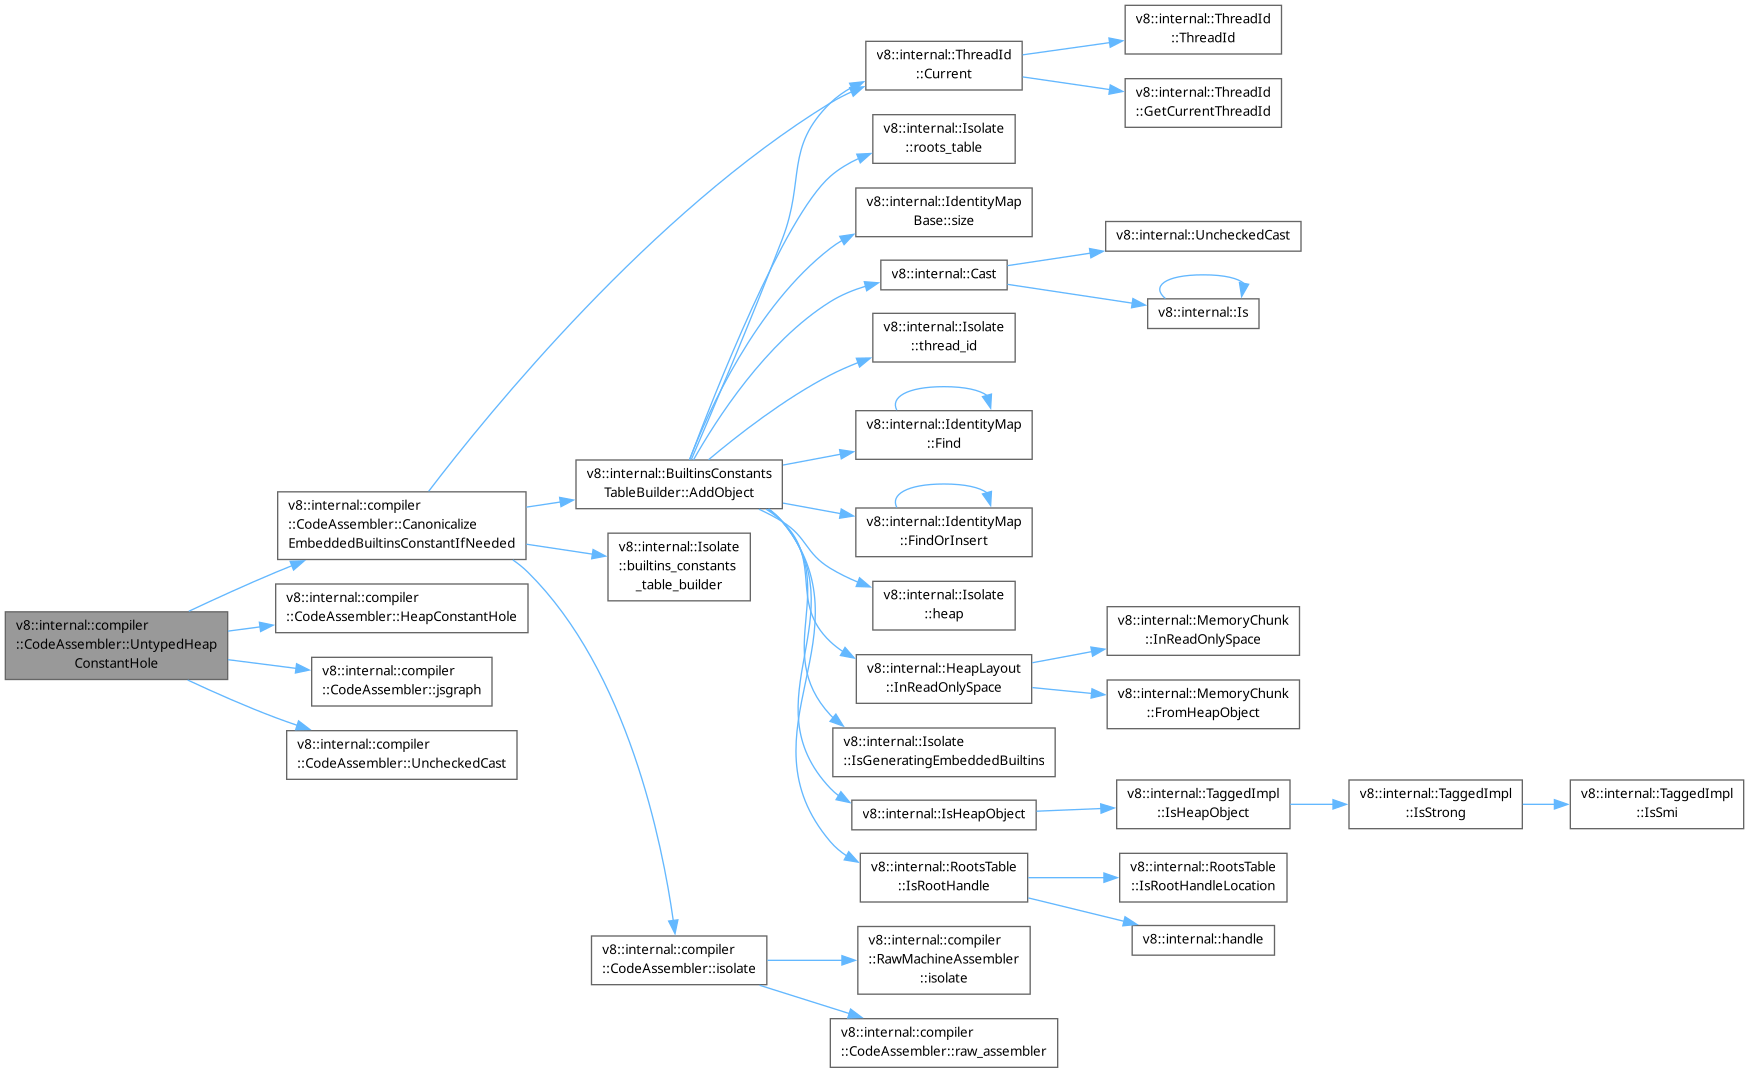 v8::internal::compiler
::CodeAssembler::UntypedHeap
ConstantHole
v8::internal::compiler
::CodeAssembler::Canonicalize
EmbeddedBuiltinsConstantIfNeeded
v8::internal::compiler
::CodeAssembler::HeapConstantHole
v8::internal::compiler
::CodeAssembler::jsgraph
v8::internal::compiler
::CodeAssembler::UncheckedCast
v8::internal::BuiltinsConstants
TableBuilder::AddObject
v8::internal::Isolate
::builtins_constants
_table_builder
v8::internal::compiler
::CodeAssembler::isolate
v8::internal::ThreadId
::Current
v8::internal::Isolate
::roots_table
v8::internal::IdentityMap
Base::size
v8::internal::Cast
v8::internal::Isolate
::thread_id
v8::internal::IdentityMap
::Find
v8::internal::IdentityMap
::FindOrInsert
v8::internal::Isolate
::heap
v8::internal::HeapLayout
::InReadOnlySpace
v8::internal::Isolate
::IsGeneratingEmbeddedBuiltins
v8::internal::IsHeapObject
v8::internal::RootsTable
::IsRootHandle
v8::internal::compiler
::RawMachineAssembler
::isolate
v8::internal::compiler
::CodeAssembler::raw_assembler
v8::internal::ThreadId
::ThreadId
v8::internal::ThreadId
::GetCurrentThreadId
v8::internal::UncheckedCast
v8::internal::Is
v8::internal::MemoryChunk
::InReadOnlySpace
v8::internal::MemoryChunk
::FromHeapObject
v8::internal::TaggedImpl
::IsHeapObject
v8::internal::RootsTable
::IsRootHandleLocation
v8::internal::handle
v8::internal::TaggedImpl
::IsStrong
v8::internal::TaggedImpl
::IsSmi